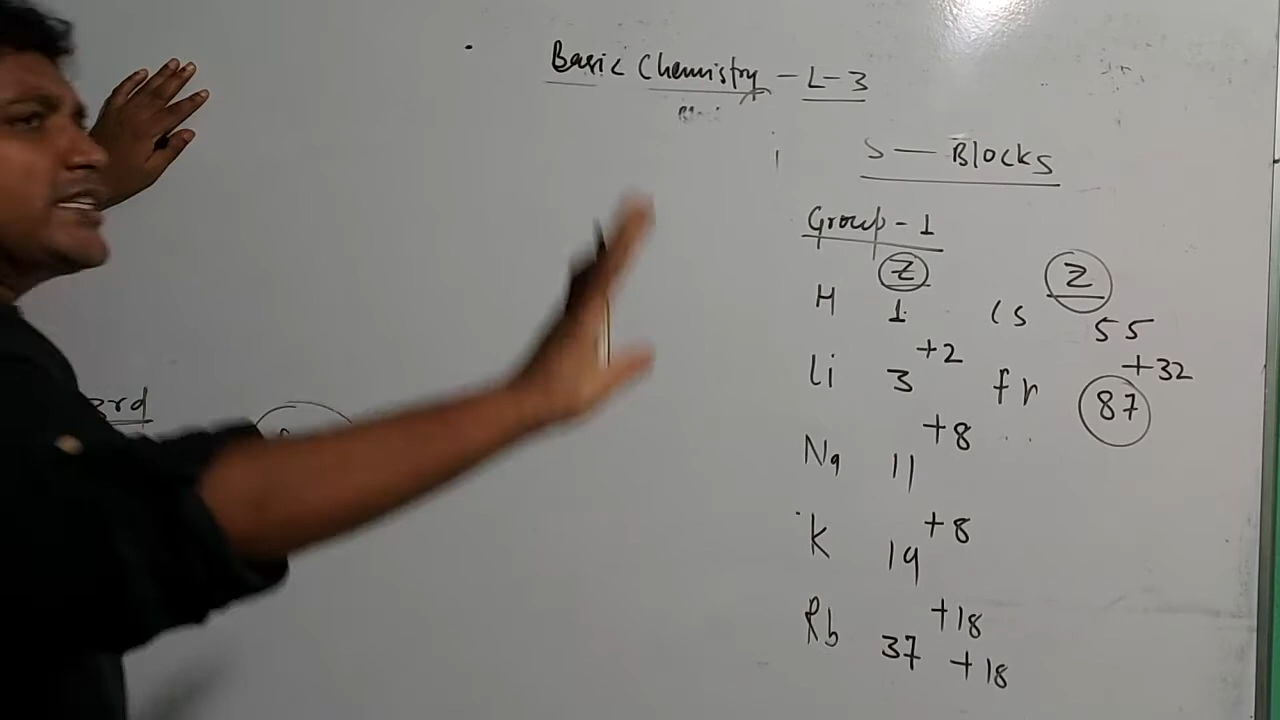 Basic Chemistry - L-3
S - Blocks
Group - 1
Z Z
H 1 Cs 55
Li 3 +2 fr 87 +32
Na 11 +8
K 19 +8
Rb 37 +18
+18